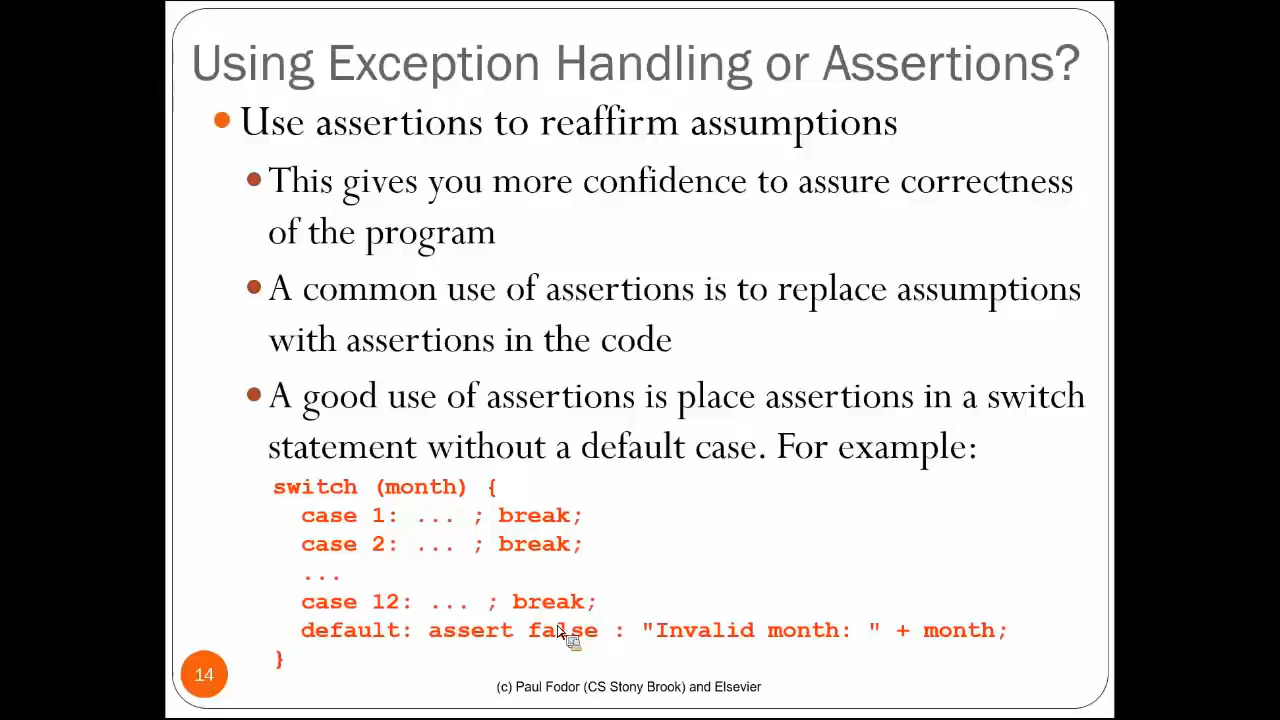 Using Exception Handling or Assertions?
Use assertions to reaffirm assumptions
This gives you more confidence to assure correctness
of the program
A common use of assertions is to replace assumptions
with assertions in the code
A good use of assertions is place assertions in a switch
statement without a default case. For example:
switch (month) {
case 1: ... ; break;
case 2: ... ; break;
...
case 12: ... ; break;
default: assert false : "Invalid month: " + month;
}
14
(c) Paul Fodor (CS Stony Brook) and Elsevier